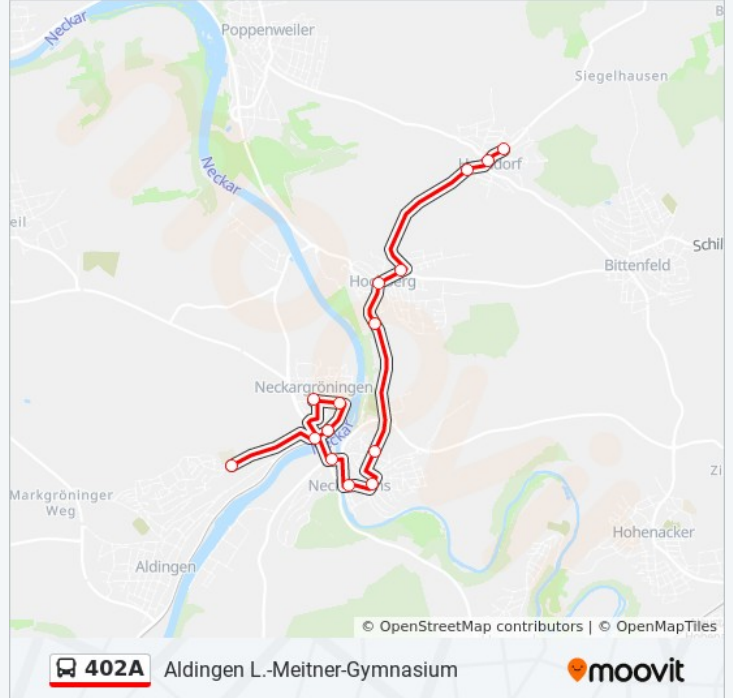 Neckar
Poppenweiler
Siegelhausen
Neckar
Schil
Bittenfeld
Neckargröningen
Markgröninger
Weg
Zi
Hohenacker
Aldingen
© OpenStreetMap contributors | © OpenMapTiles
402A Aldingen L.-Meitner-Gymnasium
moovit